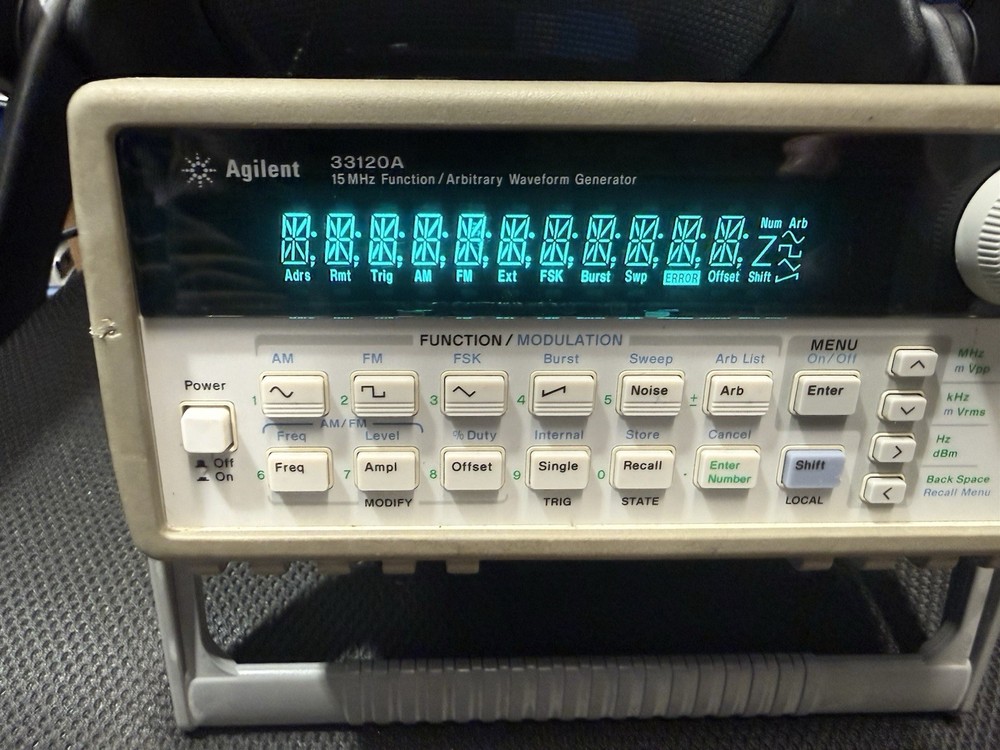 Agilent 33120A
15 MHz Function / Arbitrary Waveform Generator
Num Arb
Adrs Rmt Trig AM FM Ext FSK Burst Swp ERROR Offset Shift
FUNCTION / MODULATION MENU
AM FM FSK Burst Sweep Arb List On/Off
Power
1 2 3 4 5 Noise ± Arb Enter
MHz
m Vpp
kHz
m Vrms
AM/FM
Freq Level % Duty Internal Store Cancel
Hz
dBm
Off
On
6 Freq 7 Ampl 8 Offset 9 Single 0 Recall . Enter Number Shift
Back Space
Recall Menu
MODIFY TRIG STATE LOCAL